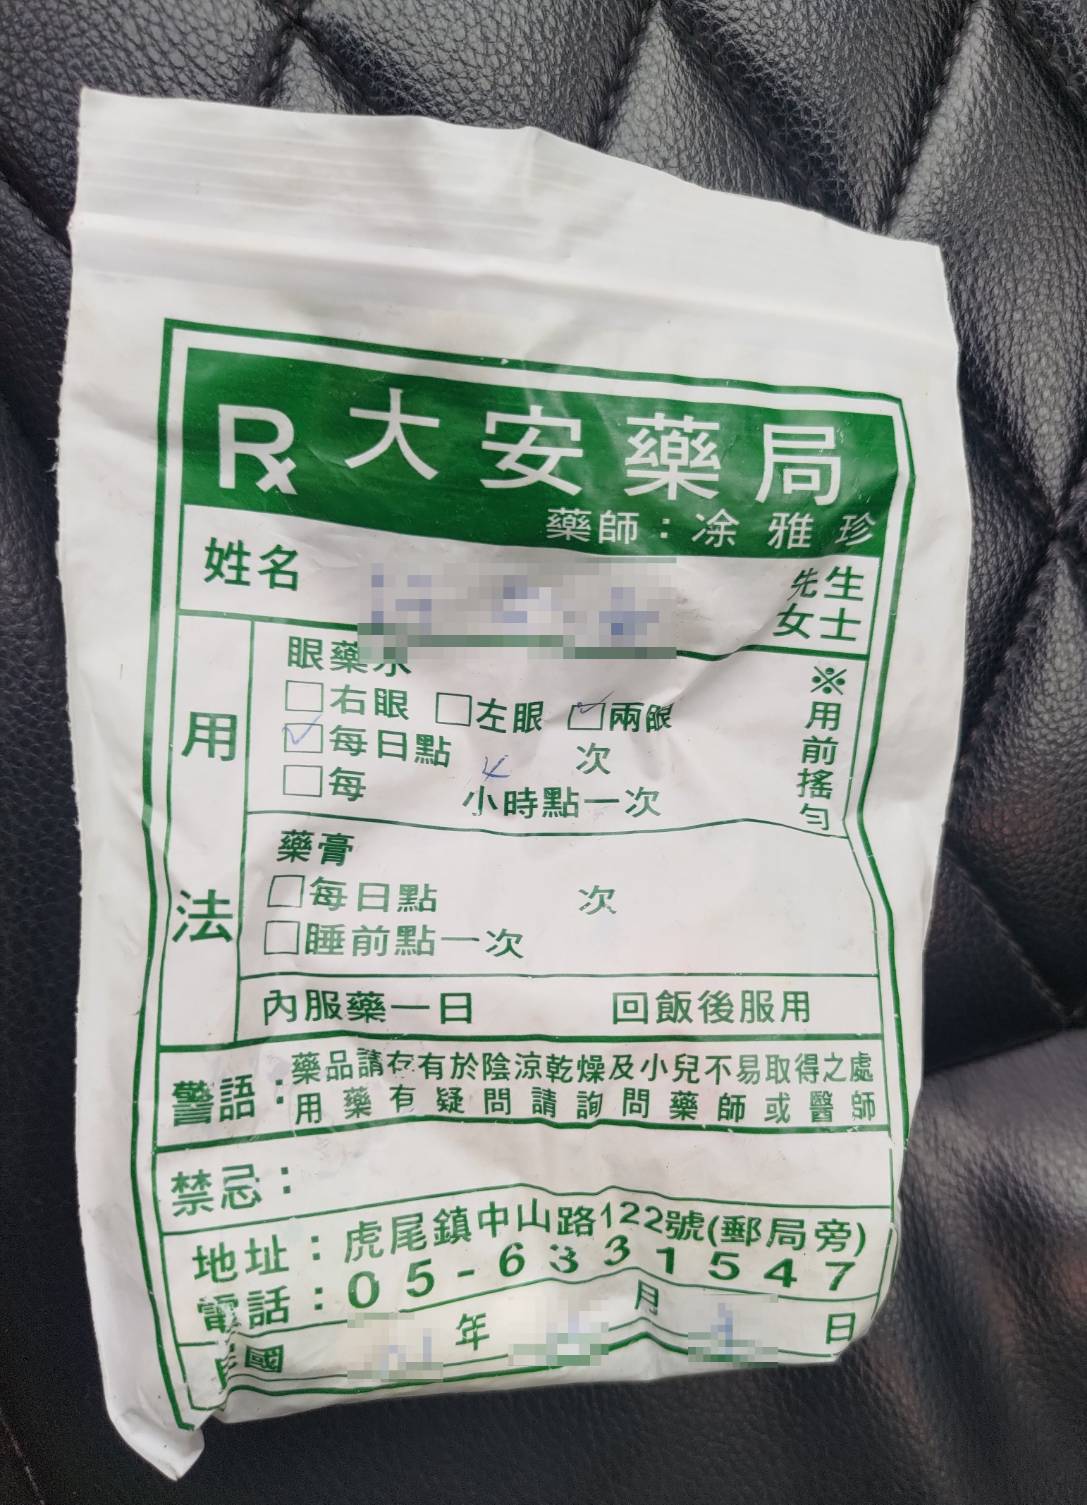 Rx 大安藥局
藥師：凃雅珍
姓名 先生
女士
用法
眼藥水
□右眼 □左眼 ☑兩眼
☑每日點 4 次
□每 小時點一次
※用前搖勻
藥膏
□每日點 次
□睡前點一次
內服藥一日 回飯後服用
警語：藥品請存有於陰涼乾燥及小兒不易取得之處
用藥有疑問請詢問藥師或醫師
禁忌：
地址：虎尾鎮中山路122號(郵局旁)
電話：05-6331547
民國 年 月 日